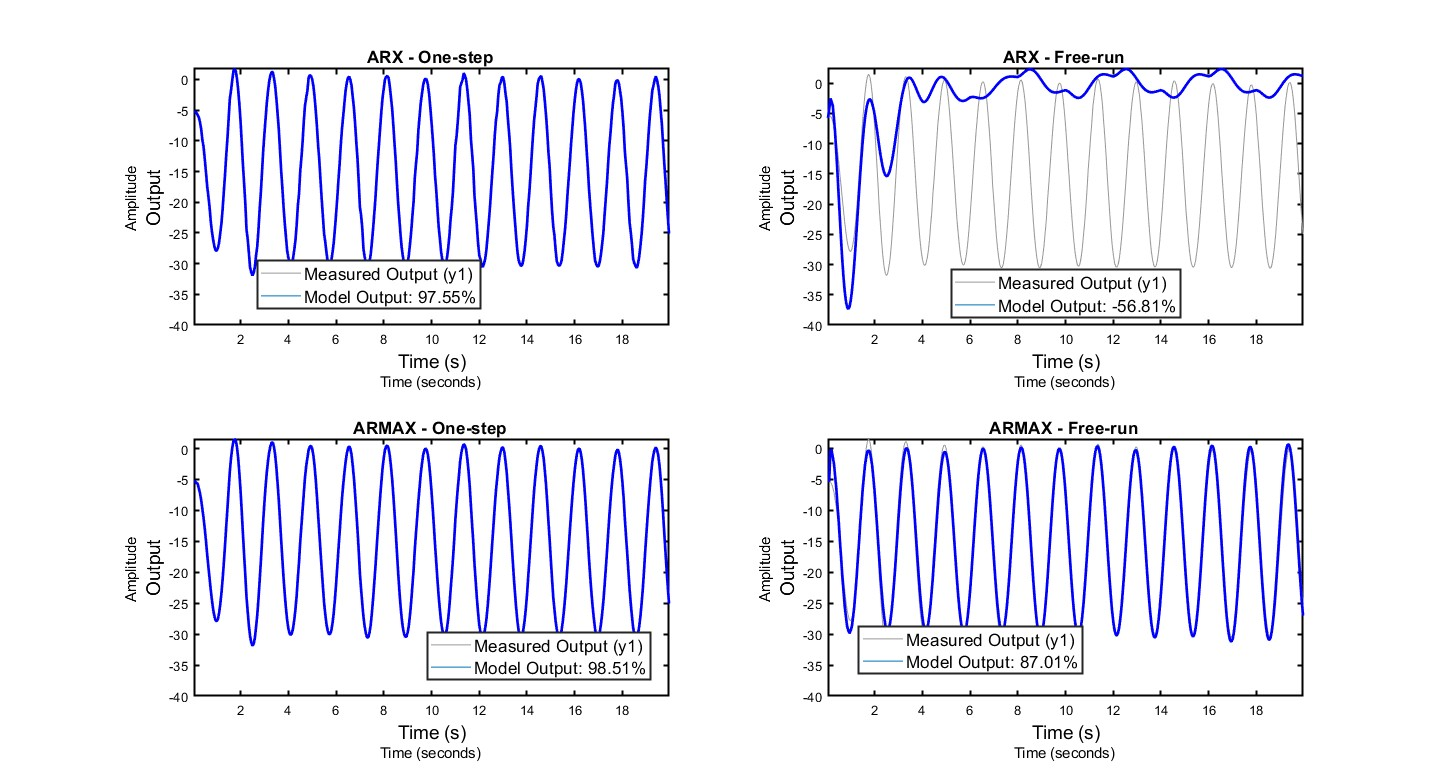 ARX - One-step
0
-5
-10
-15
-20
-25
-30
-35
-40
Amplitude
Output
Measured Output (y1)
Model Output: 97.55%
2 4 6 8 10 12 14 16 18
Time (s)
Time (seconds)
ARX - Free-run
0
-5
-10
-15
-20
-25
-30
-35
-40
Amplitude
Output
Measured Output (y1)
Model Output: -56.81%
2 4 6 8 10 12 14 16 18
Time (s)
Time (seconds)
ARMAX - One-step
0
-5
-10
-15
-20
-25
-30
-35
-40
Amplitude
Output
Measured Output (y1)
Model Output: 98.51%
2 4 6 8 10 12 14 16 18
Time (s)
Time (seconds)
ARMAX - Free-run
0
-5
-10
-15
-20
-25
-30
-35
-40
Amplitude
Output
Measured Output (y1)
Model Output: 87.01%
2 4 6 8 10 12 14 16 18
Time (s)
Time (seconds)